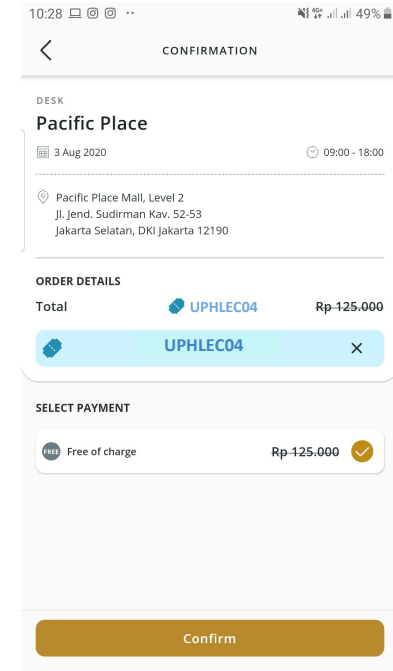 10:28
4G+
49%
CONFIRMATION
DESK
Pacific Place
3 Aug 2020
09:00 - 18:00
Pacific Place Mall, Level 2
Jl. Jend. Sudirman Kav. 52-53
Jakarta Selatan, DKI Jakarta 12190
ORDER DETAILS
Total UPHLEC04 Rp 125.000
UPHLEC04
SELECT PAYMENT
FREE Free of charge Rp 125.000
Confirm